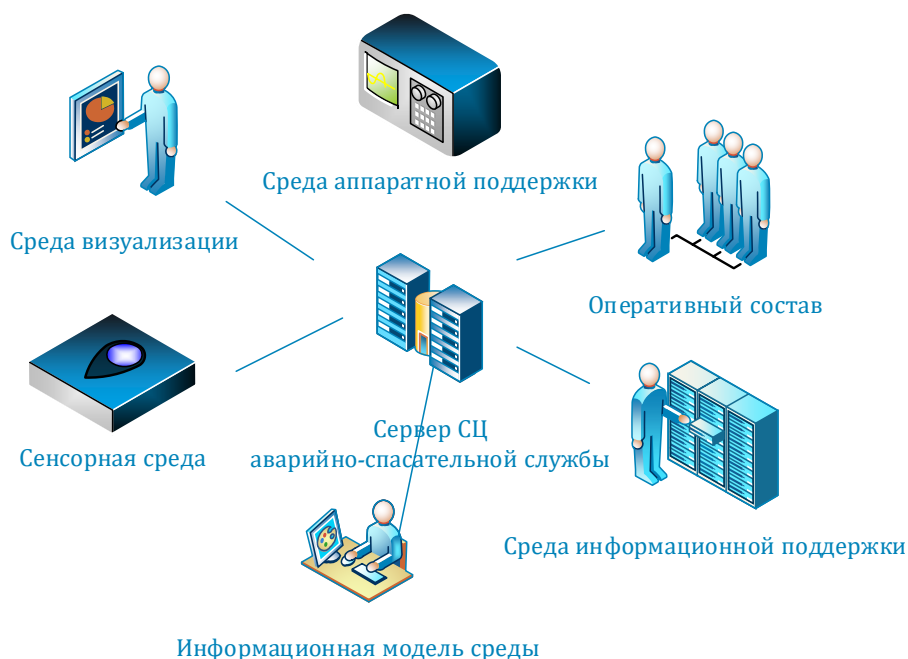 Среда аппаратной поддержки
Среда визуализации
Оперативный состав
Сервер СЦ
аварийно-спасательной службы
Сенсорная среда
Среда информационной поддержки
Информационная модель среды